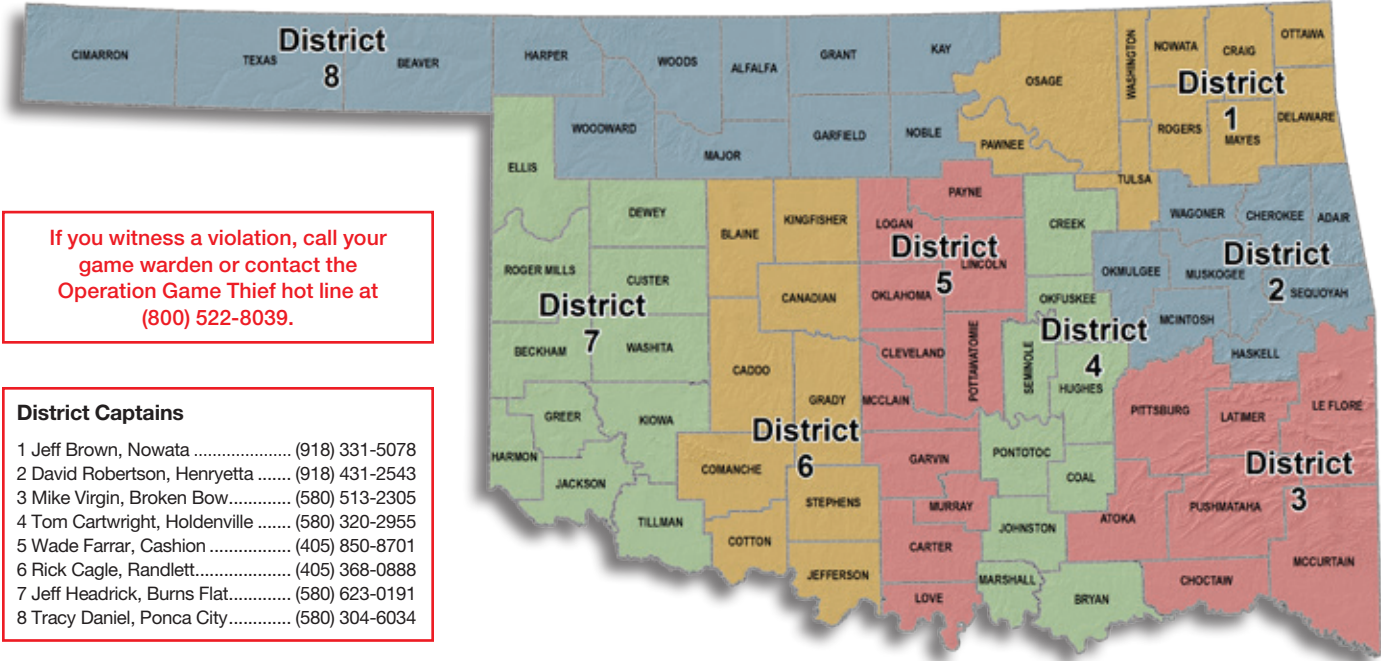 CIMARRON
TEXAS
BEAVER
District
8
HARPER
WOODS
ALFALFA
GRANT
KAY
WOODWARD
MAJOR
GARFIELD
NOBLE
OSAGE
WASHINGTON
NOWATA
CRAIG
OTTAWA
District
1
ROGERS
MAYES
DELAWARE
PAWNEE
TULSA
ELLIS
DEWEY
ROGER MILLS
CUSTER
District
7
BECKHAM
WASHITA
GREER
KIOWA
HARMON
JACKSON
TILLMAN
BLAINE
KINGFISHER
CANADIAN
CADDO
GRADY
District
6
COMANCHE
STEPHENS
COTTON
JEFFERSON
PAYNE
LOGAN
District
5
LINCOLN
OKLAHOMA
CLEVELAND
POTTAWATOMIE
MCCLAIN
GARVIN
MURRAY
CARTER
LOVE
CREEK
OKFUSKEE
District
4
SEMINOLE
HUGHES
PONTOTOC
COAL
JOHNSTON
MARSHALL
BRYAN
WAGONER
CHEROKEE
ADAIR
District
2
OKMULGEE
MUSKOGEE
SEQUOYAH
MCINTOSH
HASKELL
PITTSBURG
LATIMER
LE FLORE
District
3
ATOKA
PUSHMATAHA
MCCURTAIN
CHOCTAW
If you witness a violation, call your
game warden or contact the
Operation Game Thief hot line at
(800) 522-8039.
District Captains
1 Jeff Brown, Nowata ..................... (918) 331-5078
2 David Robertson, Henryetta ....... (918) 431-2543
3 Mike Virgin, Broken Bow............. (580) 513-2305
4 Tom Cartwright, Holdenville ....... (580) 320-2955
5 Wade Farrar, Cashion ................. (405) 850-8701
6 Rick Cagle, Randlett.................... (405) 368-0888
7 Jeff Headrick, Burns Flat............. (580) 623-0191
8 Tracy Daniel, Ponca City............. (580) 304-6034